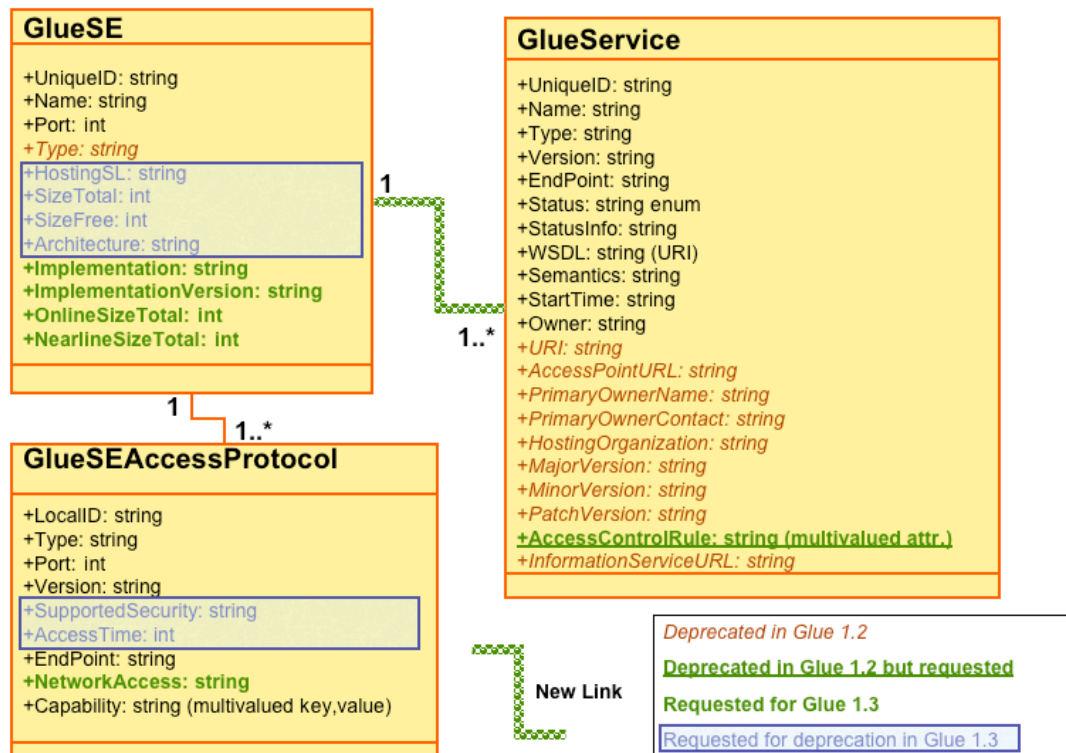 GlueSE
+UniqueID: string
+Name: string
+Port: int
+Type: string
+HostingSL: string
+SizeTotal: int
+SizeFree: int
+Architecture: string
+Implementation: string
+ImplementationVersion: string
+OnlineSizeTotal: int
+NearlineSizeTotal: int
1
1..*
1
1..*
GlueService
+UniqueID: string
+Name: string
+Type: string
+Version: string
+EndPoint: string
+Status: string enum
+StatusInfo: string
+WSDL: string (URI)
+Semantics: string
+StartTime: string
+Owner: string
+URI: string
+AccessPointURL: string
+PrimaryOwnerName: string
+PrimaryOwnerContact: string
+HostingOrganization: string
+MajorVersion: string
+MinorVersion: string
+PatchVersion: string
+AccessControlRule: string (multivalued attr.)
+InformationServiceURL: string
GlueSEAccessProtocol
+LocalID: string
+Type: string
+Port: int
+Version: string
+SupportedSecurity: string
+AccessTime: int
+EndPoint: string
+NetworkAccess: string
+Capability: string (multivalued key,value)
New Link
Deprecated in Glue 1.2
Deprecated in Glue 1.2 but requested
Requested for Glue 1.3
Requested for deprecation in Glue 1.3